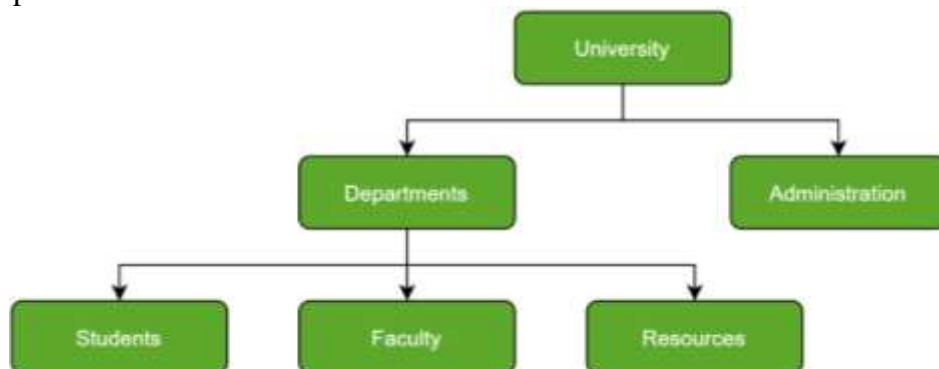 University
Departments
Administration
Students
Faculty
Resources